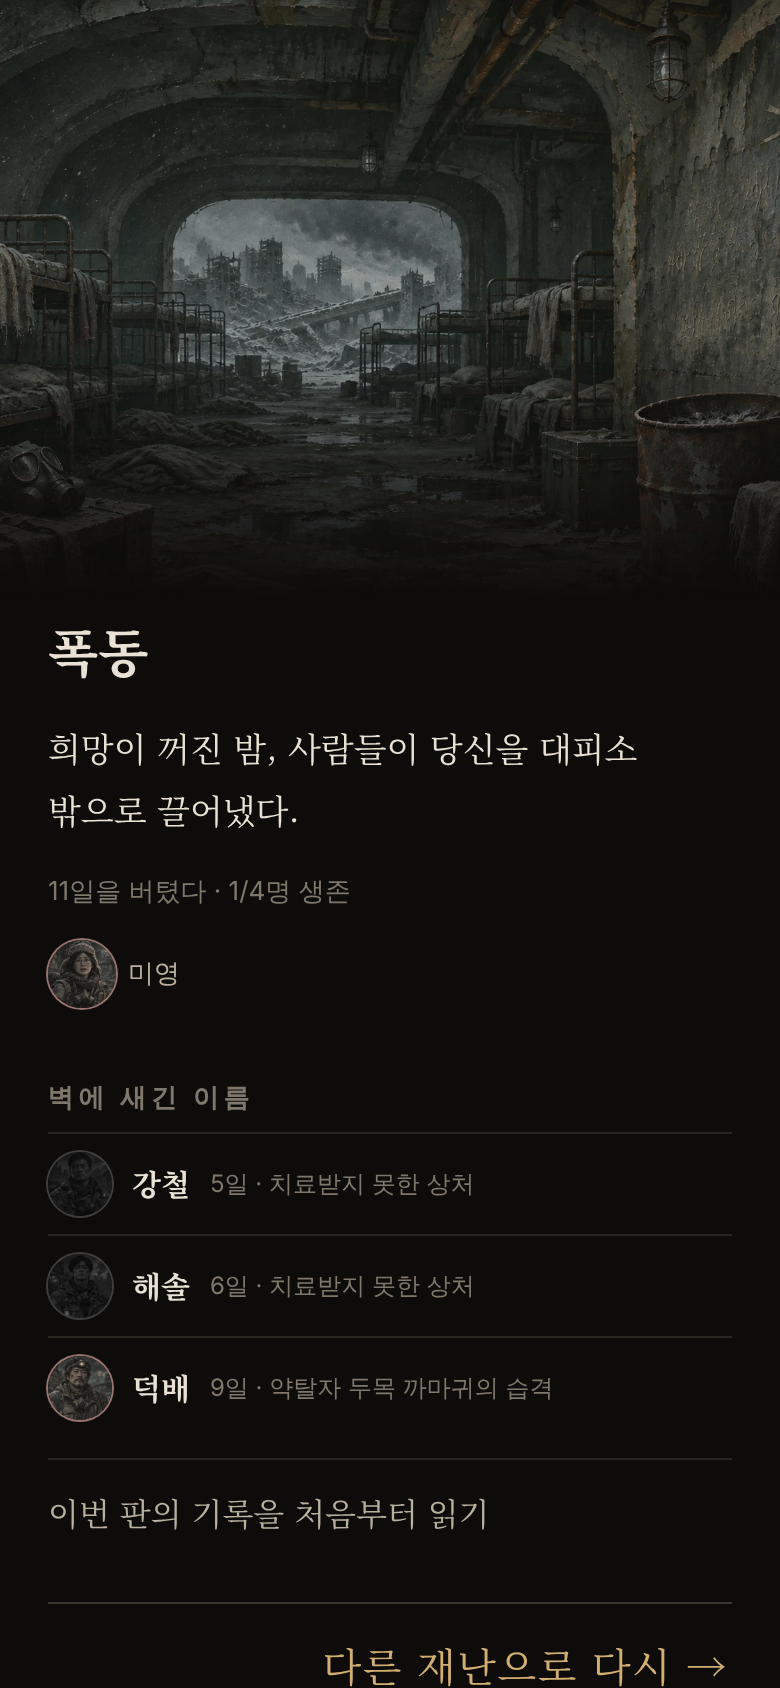 폭동
희망이 꺼진 밤, 사람들이 당신을 대피소
밖으로 끌어냈다.
11일을 버텼다 · 1/4명 생존
미영
벽에 새긴 이름
강철 5일 · 치료받지 못한 상처
해솔 6일 · 치료받지 못한 상처
덕배 9일 · 약탈자 두목 까마귀의 습격
이번 판의 기록을 처음부터 읽기
다른 재난으로 다시 →